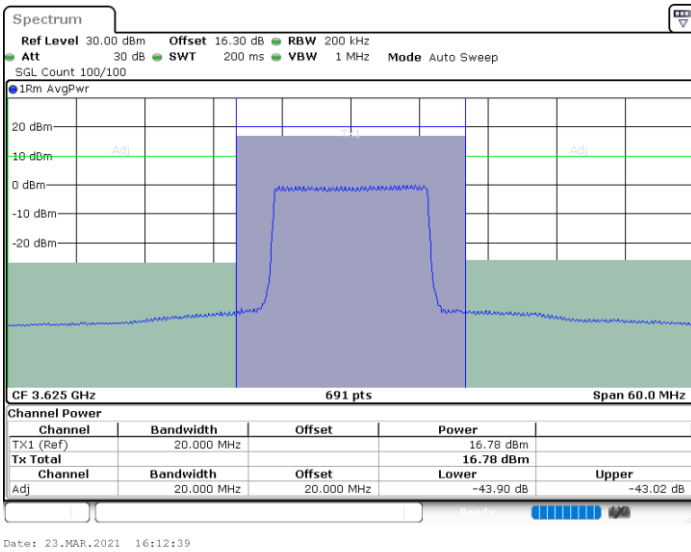 Spectrum
Ref Level 30.00 dBm Offset 16.30 dB RBW 200 kHz
Att 30 dB SWT 200 ms VBW 1 MHz Mode Auto Sweep
SGL Count 100/100
1Rm AvgPwr
20 dBm
TX1
Adj Adj
10 dBm
0 dBm
-10 dBm
-20 dBm
CF 3.625 GHz 691 pts Span 60.0 MHz
Channel Power
Channel Bandwidth Offset Power
TX1 (Ref) 20.000 MHz 16.78 dBm
Tx Total 16.78 dBm
Channel Bandwidth Offset Lower Upper
Adj 20.000 MHz 20.000 MHz -43.90 dB -43.02 dB
Ready
Date: 23.MAR.2021 16:12:39